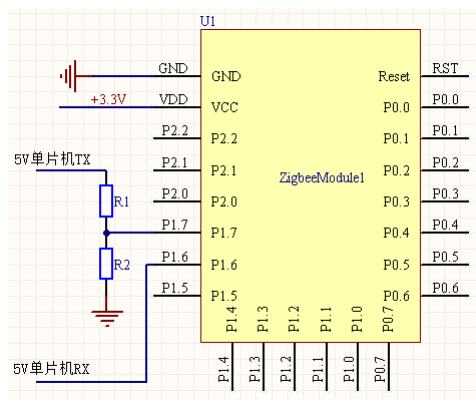 U1
GND GND Reset RST
+3.3V VDD VCC P0.0 P0.0
P2.2 P2.2 P0.1 P0.1
5V单片机TX P2.1 P2.1 P0.2 P0.2
ZigbeeModule1
R1 P2.0 P2.0 P0.3 P0.3
P1.7 P0.4 P0.4
R2 P1.6 P1.6 P0.5 P0.5
P1.5 P1.5 P0.6 P0.6
P1.4 P1.3 P1.2 P1.1 P1.0 P0.7
5V单片机RX
P1.4 P1.3 P1.2 P1.1 P1.0 P0.7